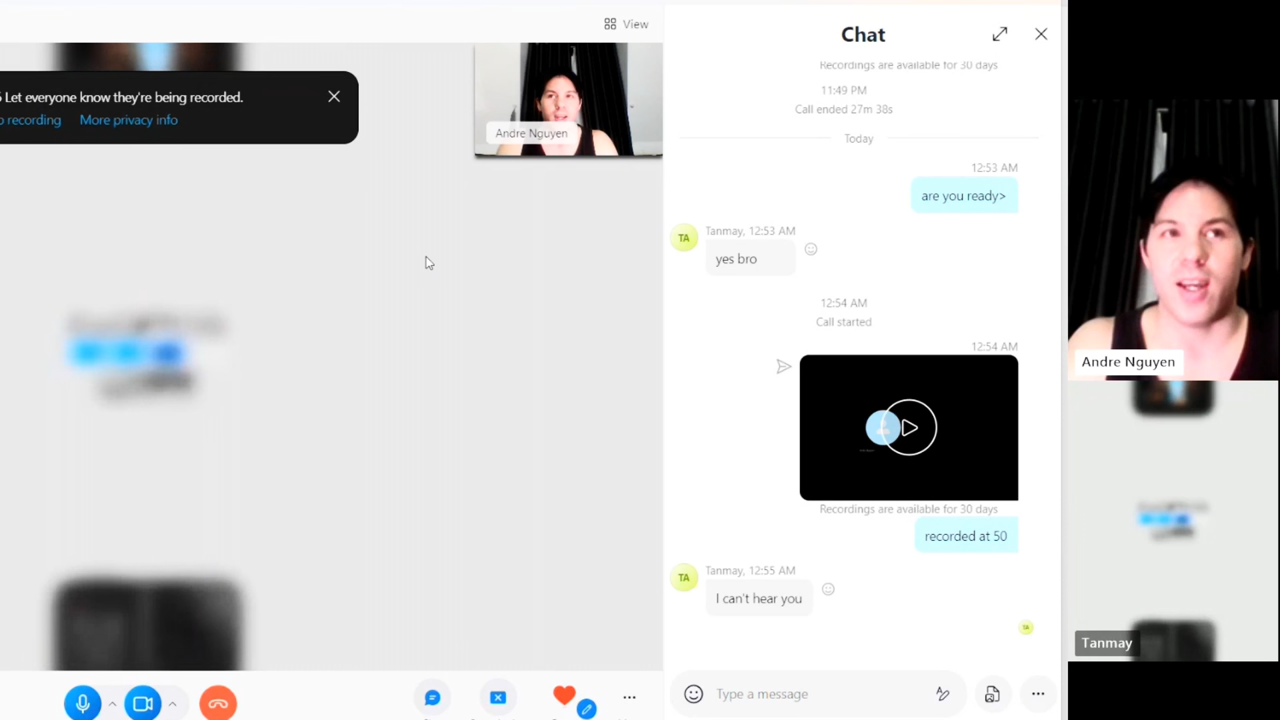 View
Let everyone know they're being recorded.
recording
More privacy info
Andre Nguyen
Chat
Recordings are available for 30 days
11:49 PM
Call ended 27m 38s
Today
12:53 AM
are you ready>
TA
Tanmay, 12:53 AM
yes bro
12:54 AM
Call started
12:54 AM
Recordings are available for 30 days
recorded at 50
TA
Tanmay, 12:55 AM
I can't hear you
TA
Type a message
Andre Nguyen
Tanmay